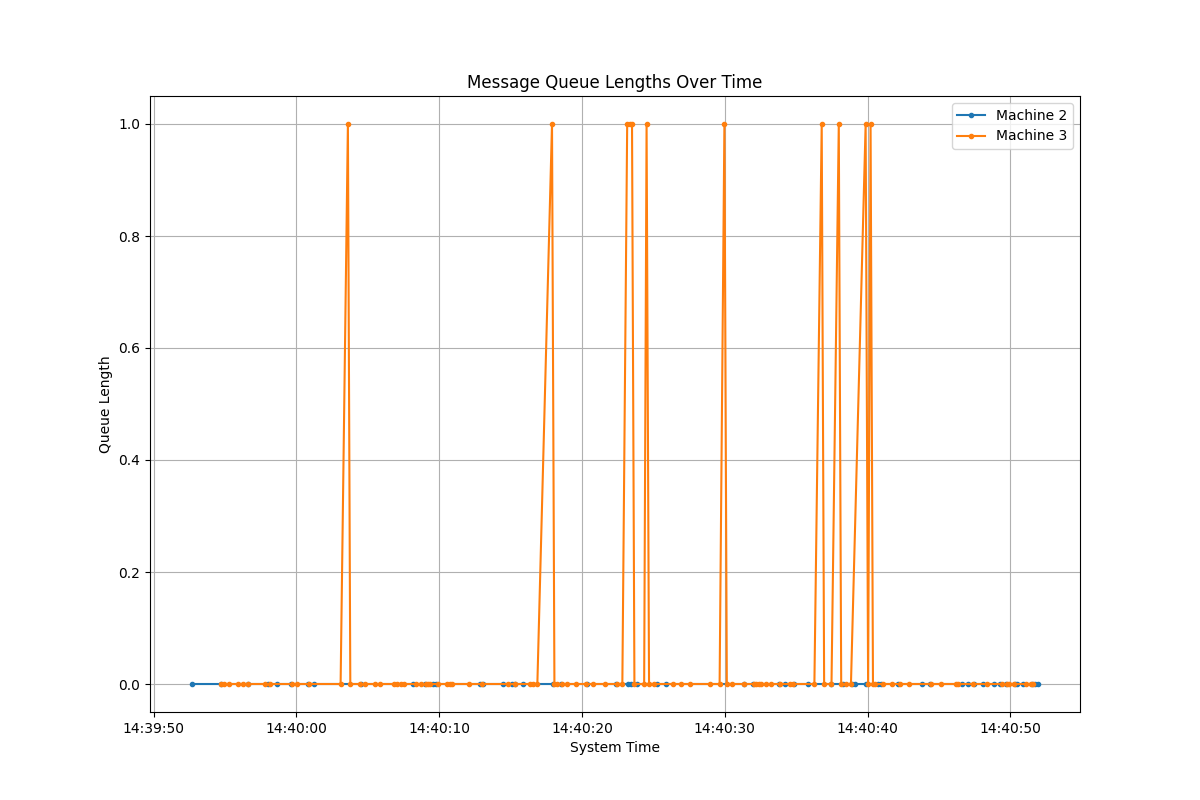 Message Queue Lengths Over Time
Machine 2
Machine 3
1.0
0.8
0.6
0.4
0.2
0.0
Queue Length
14:39:50 14:40:00 14:40:10 14:40:20 14:40:30 14:40:40 14:40:50
System Time